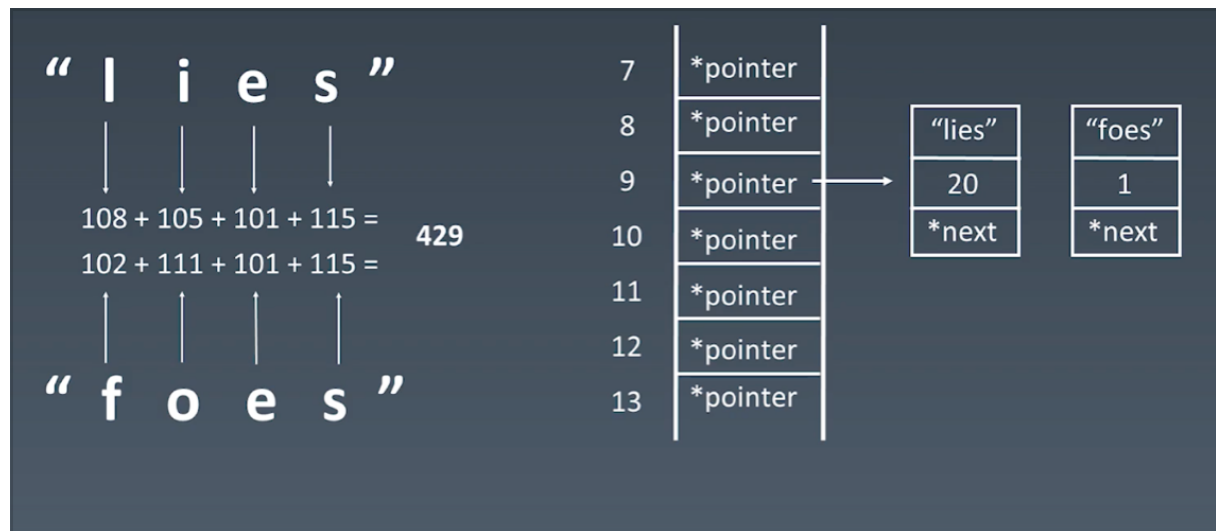 “ l i e s ”
108 + 105 + 101 + 115 =
429
102 + 111 + 101 + 115 =
“ f o e s ”
7 *pointer
8 *pointer
9 *pointer
10 *pointer
11 *pointer
12 *pointer
13 *pointer
“lies”
20
*next
“foes”
1
*next